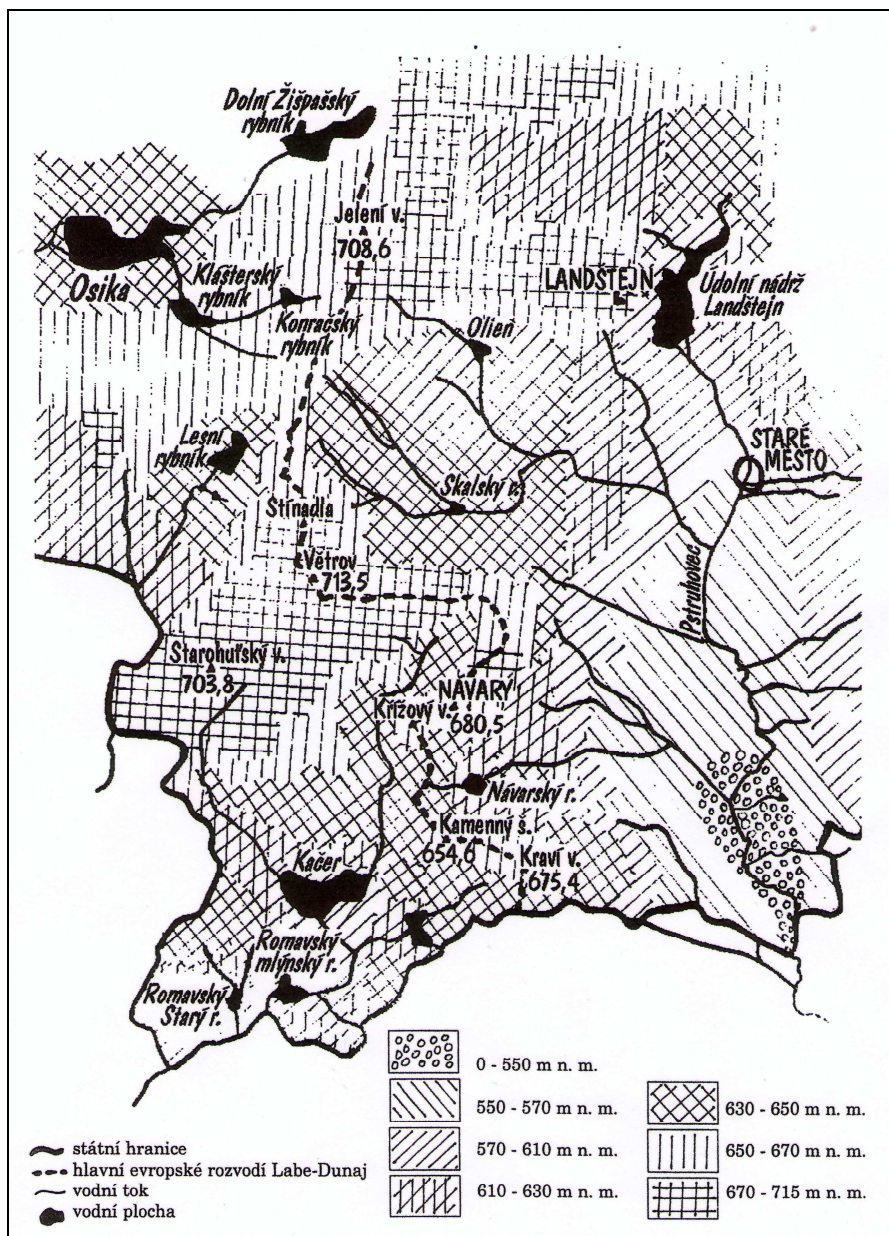 Dolní Žišpašský
rybník
Jelení v.
708,6
Osika
Klášterský
rybník
Konračský
rybník
LANDŠTEJN
Údolní nádrž
Landštejn
Olieň
Lesní
rybník
STARÉ
MĚSTO
Skalský r.
Stínadla
Větrov
713,5
Pstruhovec
Starohuťský v.
703,8
NÁVARY
Křížový v.
680,5
Návarský r.
Kamenný š.
654,6
Kraví v.
675,4
Kačer
Romavský
mlýnský r.
Romavský
Starý r.
0 - 550 m n. m.
550 - 570 m n. m.
570 - 610 m n. m.
610 - 630 m n. m.
630 - 650 m n. m.
650 - 670 m n. m.
670 - 715 m n. m.
státní hranice
hlavní evropské rozvodí Labe-Dunaj
vodní tok
vodní plocha